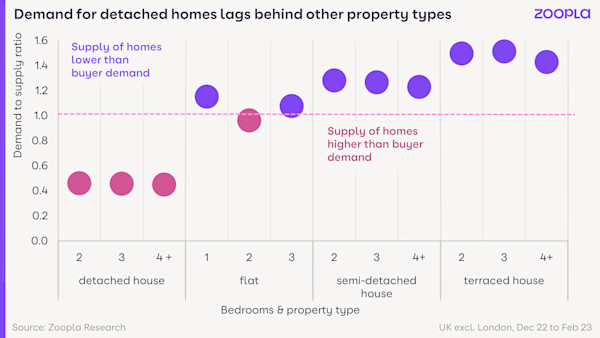 Demand for detached homes lags behind other property types
ZOOPLA
Demand to supply ratio
1.6
1.4
1.2
1.0
0.8
0.6
0.4
0.2
0.0
Supply of homes
lower than
buyer demand
Supply of homes
higher than buyer
demand
2 3 4+ 1 2 3 2 3 4+ 2 3 4+
detached house flat semi-detached terraced house
house
Bedrooms & property type
Source: Zoopla Research
UK excl. London, Dec 22 to Feb 23